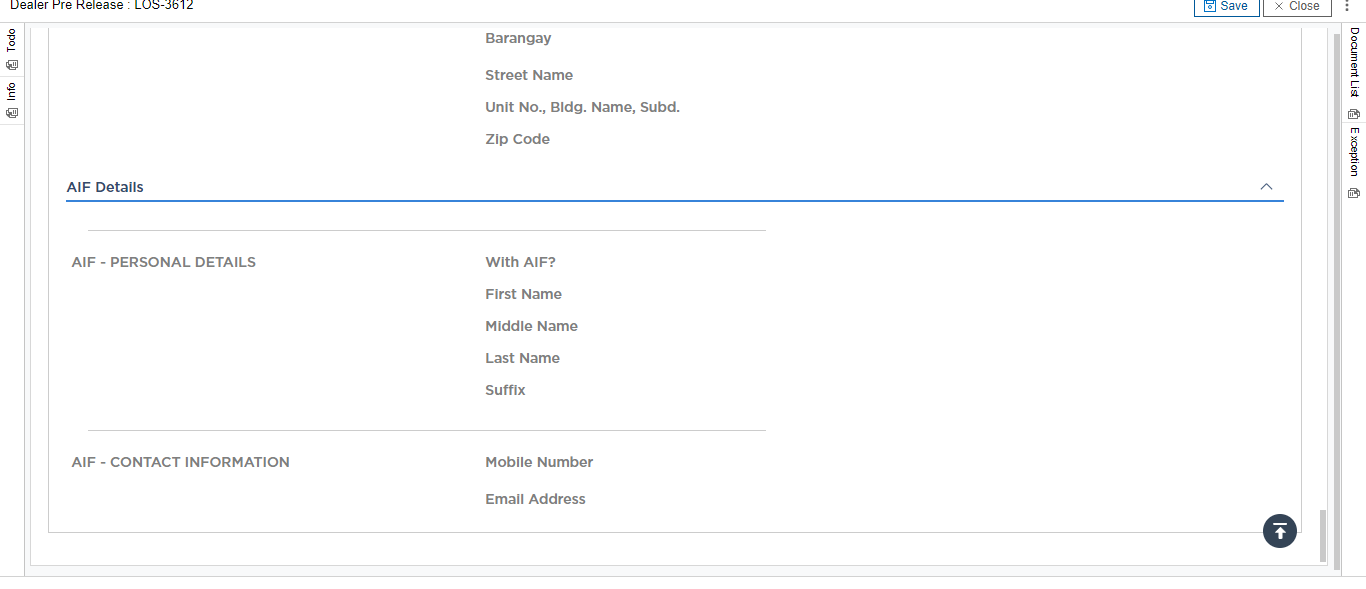 Dealer Pre Release : LOS-3612
Save
Close
Todo
Info
Document List
Exception
Barangay
Street Name
Unit No., Bldg. Name, Subd.
Zip Code
AIF Details
AIF - PERSONAL DETAILS
With AIF?
First Name
Middle Name
Last Name
Suffix
AIF - CONTACT INFORMATION
Mobile Number
Email Address